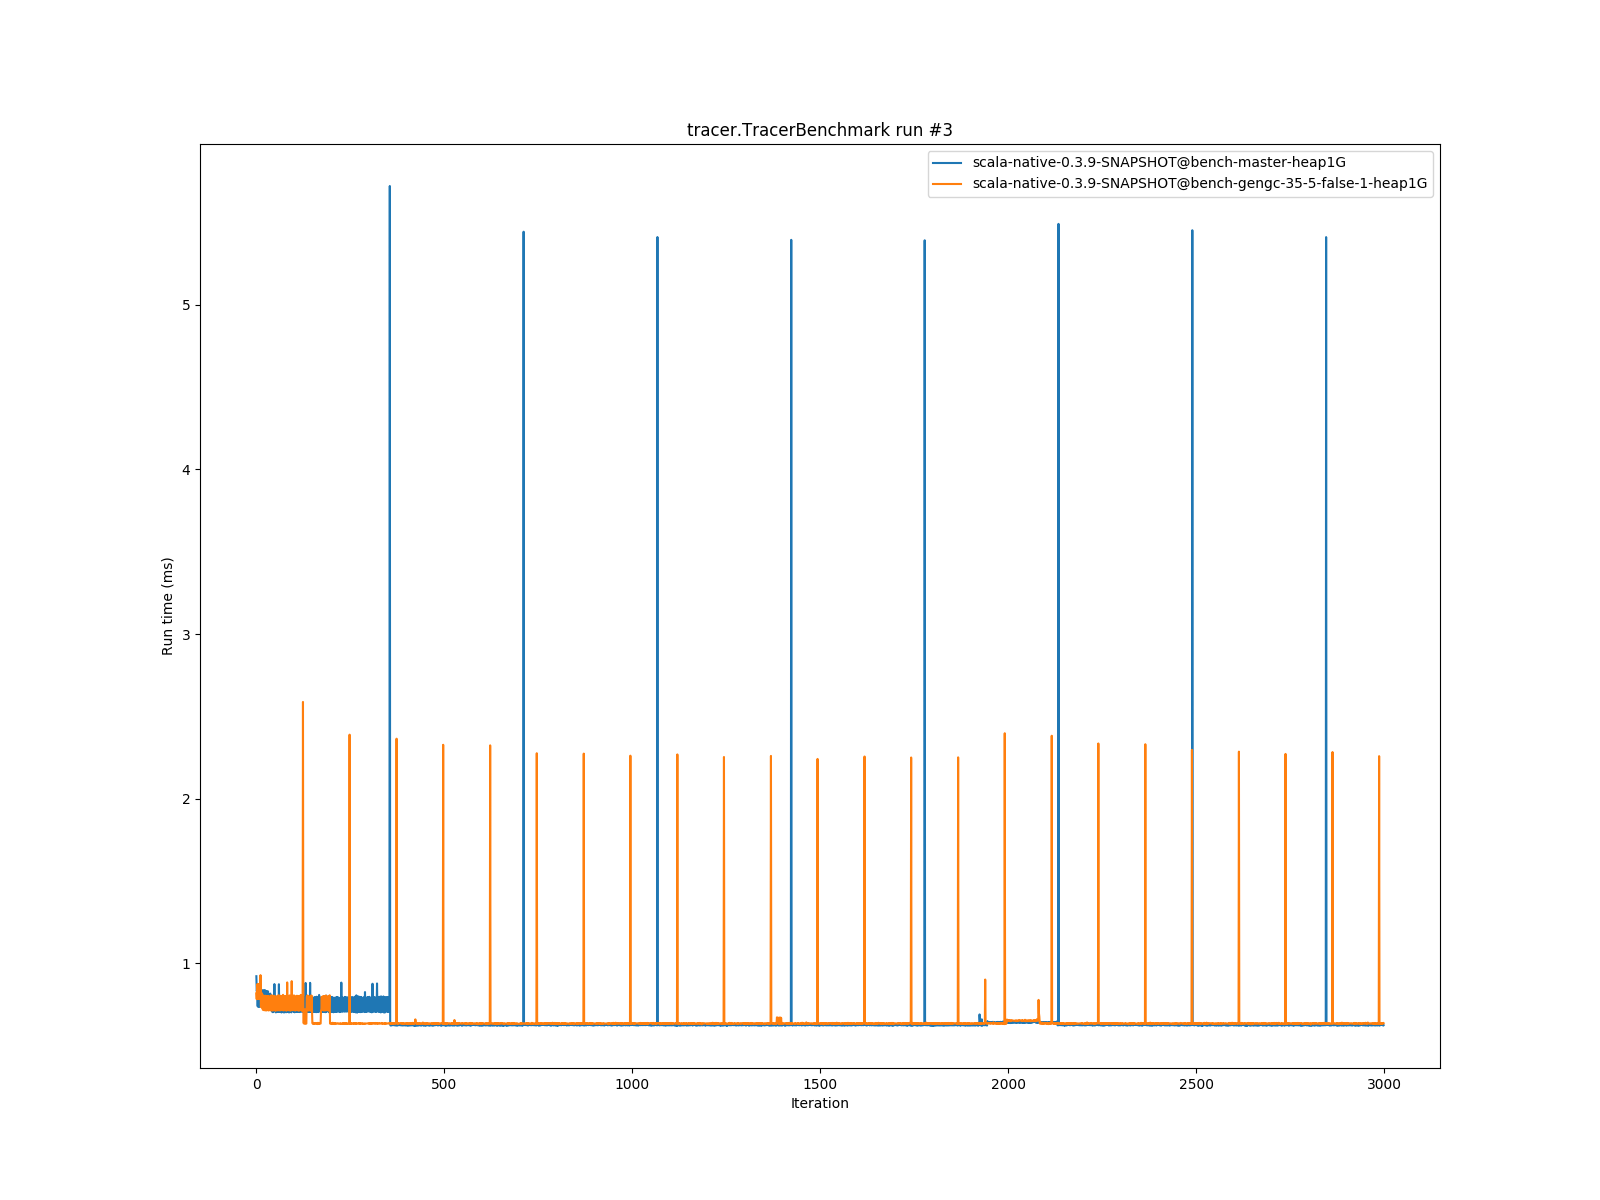 tracer.TracerBenchmark run #3
scala-native-0.3.9-SNAPSHOT@bench-master-heap1G
scala-native-0.3.9-SNAPSHOT@bench-gengc-35-5-false-1-heap1G
Run time (ms)
5
4
3
2
1
0
500
1000
1500
2000
2500
3000
Iteration